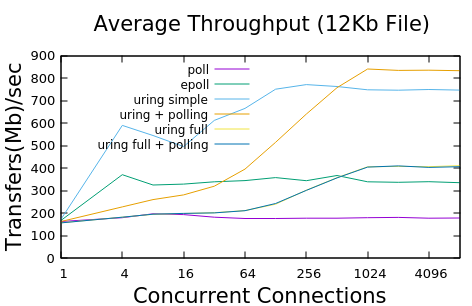 Average Throughput (12Kb File)
Transfers(Mb)/sec
900
800
700
600
500
400
300
200
100
0
poll
epoll
uring simple
uring + polling
uring full
uring full + polling
1 4 16 64 256 1024 4096
Concurrent Connections